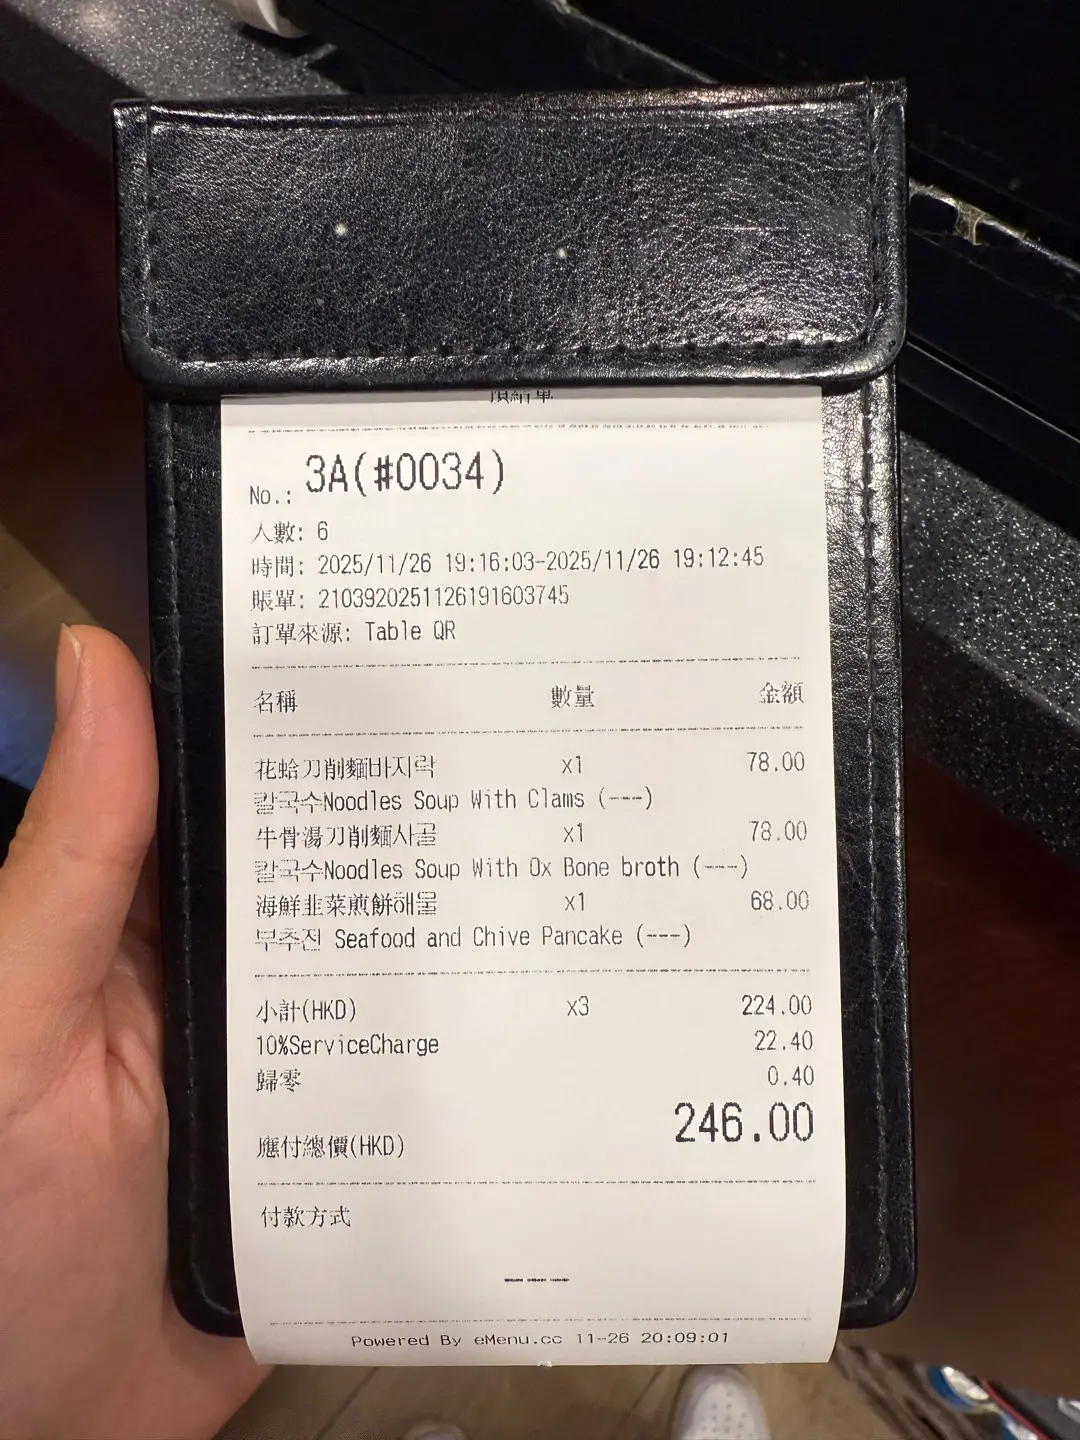 預結單
No.: 3A(#0034)
人數: 6
時間: 2025/11/26 19:16:03-2025/11/26 19:12:45
賬單: 2103920251126191603745
訂單來源: Table QR
名稱 數量 金額
花蛤刀削麵바지락 x1 78.00
칼국수Noodles Soup With Clams (---)
牛骨湯刀削麵사골 x1 78.00
칼국수Noodles Soup With Ox Bone broth (---)
海鮮韭菜煎餅해물 x1 68.00
부추전 Seafood and Chive Pancake (---)
小計(HKD) x3 224.00
10%ServiceCharge 22.40
歸零 0.40
應付總價(HKD) 246.00
付款方式
Powered By eMenu.cc 11-26 20:09:01